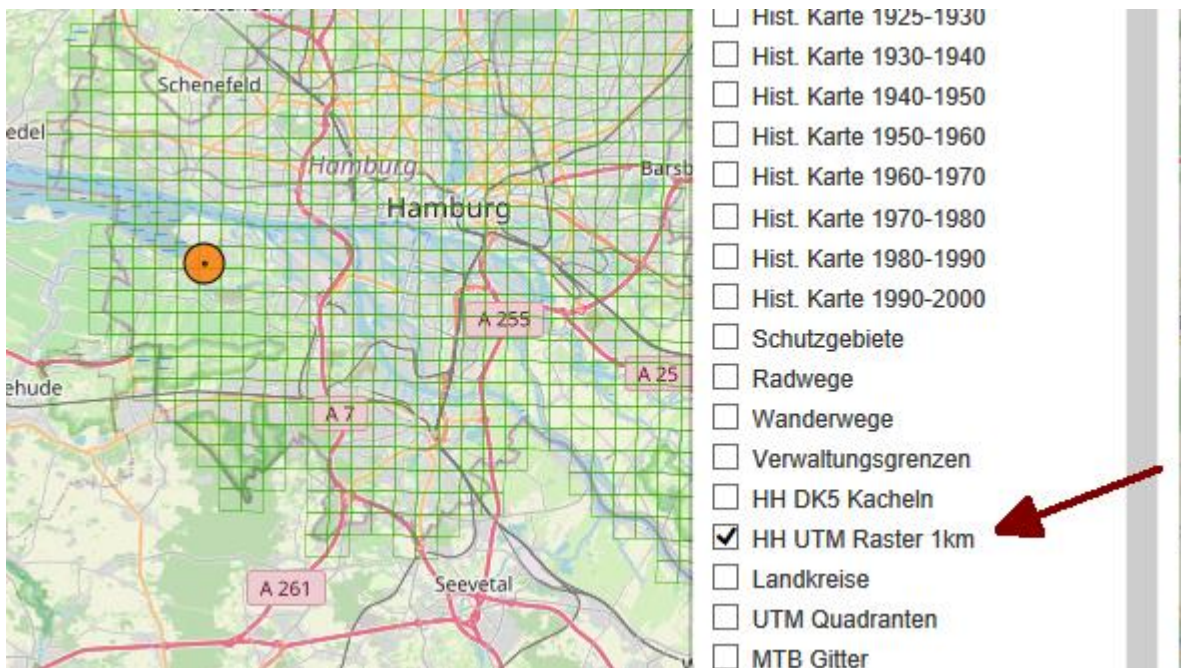 Schenefeld
edel
Hamburg
Barsb
Hamburg
A 255
A 25
ehude
A 7
A 261
Seevetal
Hist. Karte 1925-1930
Hist. Karte 1930-1940
Hist. Karte 1940-1950
Hist. Karte 1950-1960
Hist. Karte 1960-1970
Hist. Karte 1970-1980
Hist. Karte 1980-1990
Hist. Karte 1990-2000
Schutzgebiete
Radwege
Wanderwege
Verwaltungsgrenzen
HH DK5 Kacheln
HH UTM Raster 1km
Landkreise
UTM Quadranten
MTB Gitter